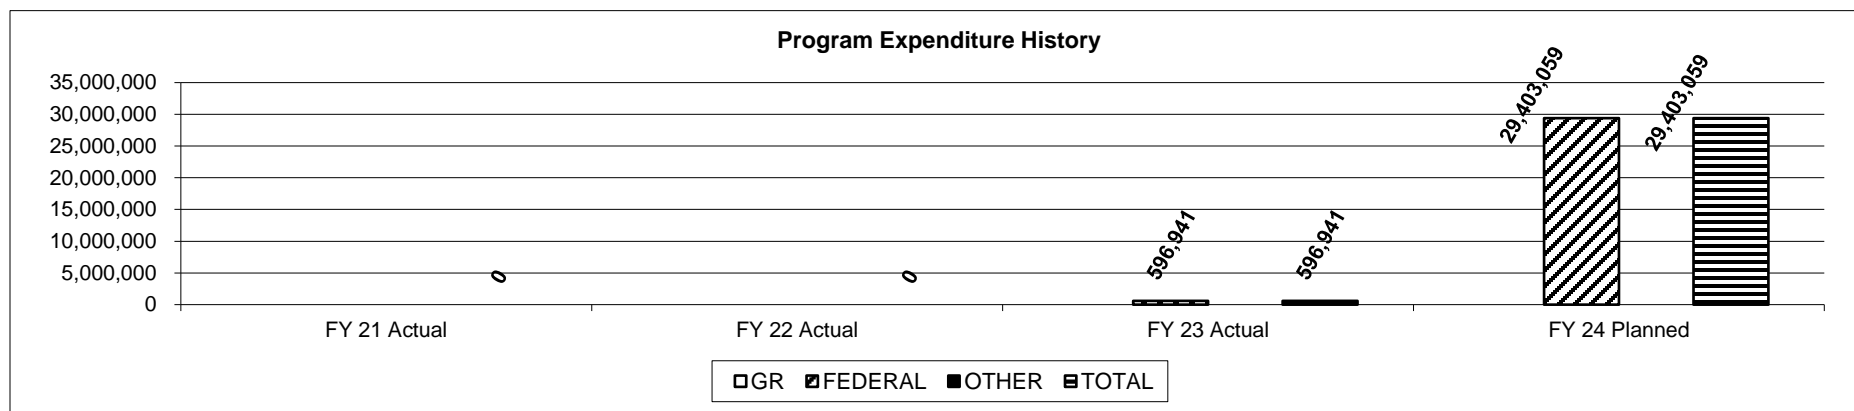 Program Expenditure History
35,000,000
30,000,000
25,000,000
20,000,000
15,000,000
10,000,000
5,000,000
0
0
0
596,941
596,941
29,403,059
29,403,059
FY 21 Actual
FY 22 Actual
FY 23 Actual
FY 24 Planned
GR FEDERAL OTHER TOTAL